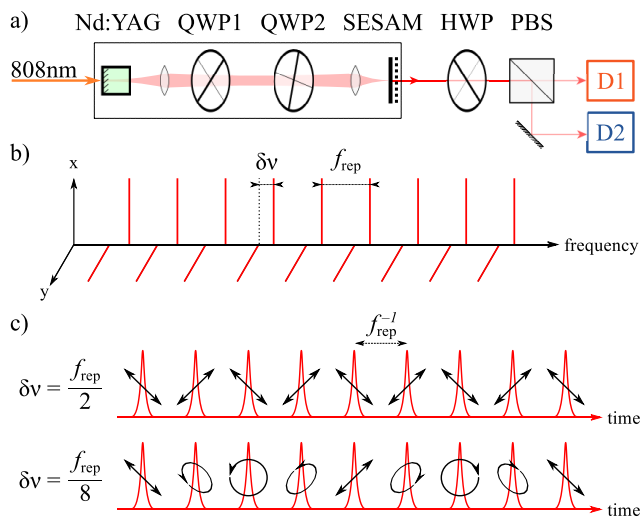 a) Nd:YAG QWP1 QWP2 SESAM HWP PBS
808nm
D1
D2
b)
x
δν
f_rep
frequency
y
c)
f_rep^-1
δν = f_rep/2
time
δν = f_rep/8
time